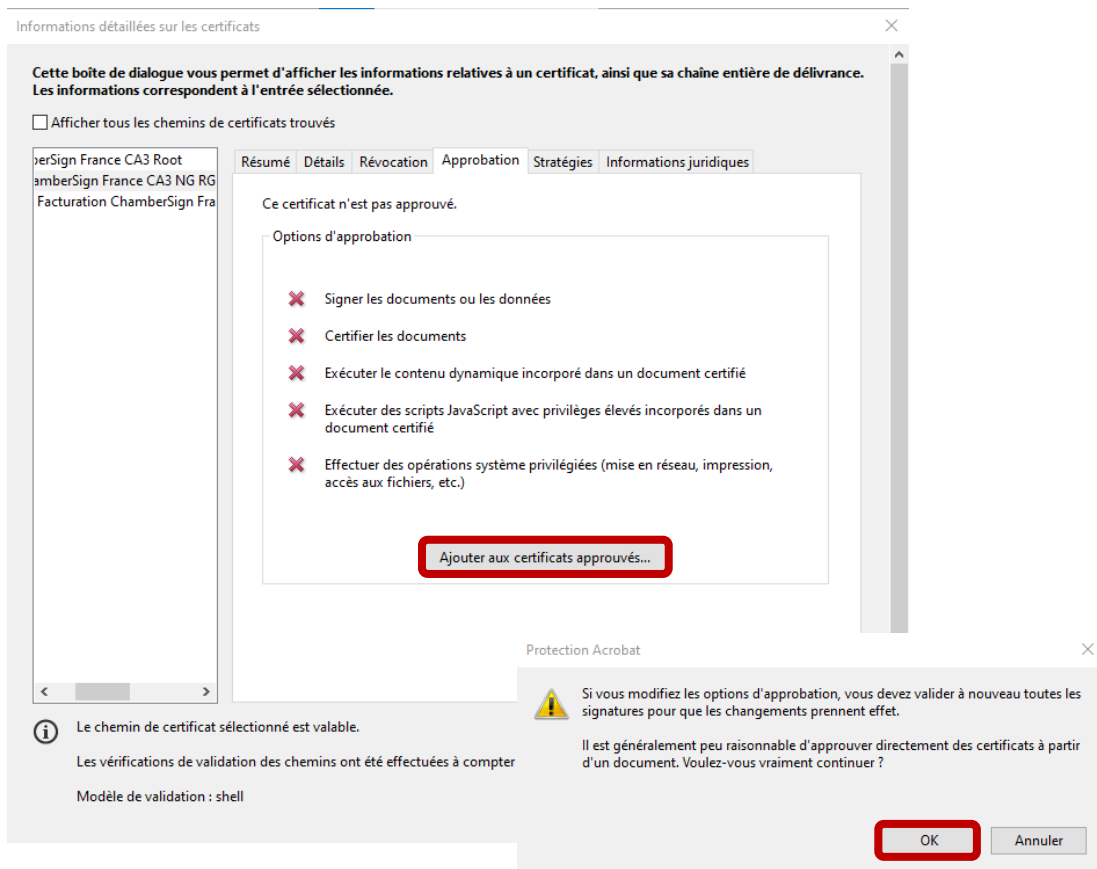 Informations détaillées sur les certificats
Cette boîte de dialogue vous permet d'afficher les informations relatives à un certificat, ainsi que sa chaîne entière de délivrance.
Les informations correspondent à l'entrée sélectionnée.
Afficher tous les chemins de certificats trouvés
berSign France CA3 Root
amberSign France CA3 NG RG
Facturation ChamberSign Fra
Résumé Détails Révocation Approbation Stratégies Informations juridiques
Ce certificat n'est pas approuvé.
Options d'approbation
Signer les documents ou les données
Certifier les documents
Exécuter le contenu dynamique incorporé dans un document certifié
Exécuter des scripts JavaScript avec privilèges élevés incorporés dans un
document certifié
Effectuer des opérations système privilégiées (mise en réseau, impression,
accès aux fichiers, etc.)
Ajouter aux certificats approuvés...
Le chemin de certificat sélectionné est valable.
Les vérifications de validation des chemins ont été effectuées à compter
Modèle de validation : shell
Protection Acrobat
Si vous modifiez les options d'approbation, vous devez valider à nouveau toutes les
signatures pour que les changements prennent effet.
Il est généralement peu raisonnable d'approuver directement des certificats à partir
d'un document. Voulez-vous vraiment continuer ?
OK Annuler